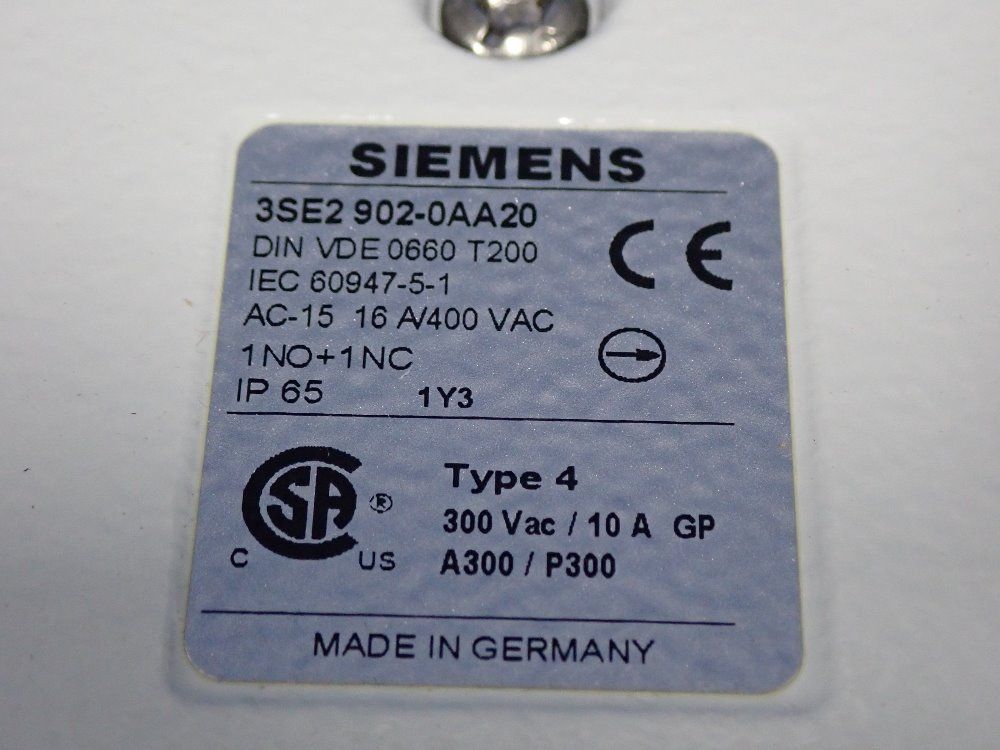 SIEMENS
3SE2 902-0AA20
DIN VDE 0660 T200
IEC 60947-5-1
CE
AC-15 16 A/400 VAC
1NO+1NC
IP 65 1Y3
CSA ®
C US
Type 4
300 Vac / 10 A GP
A300 / P300
MADE IN GERMANY